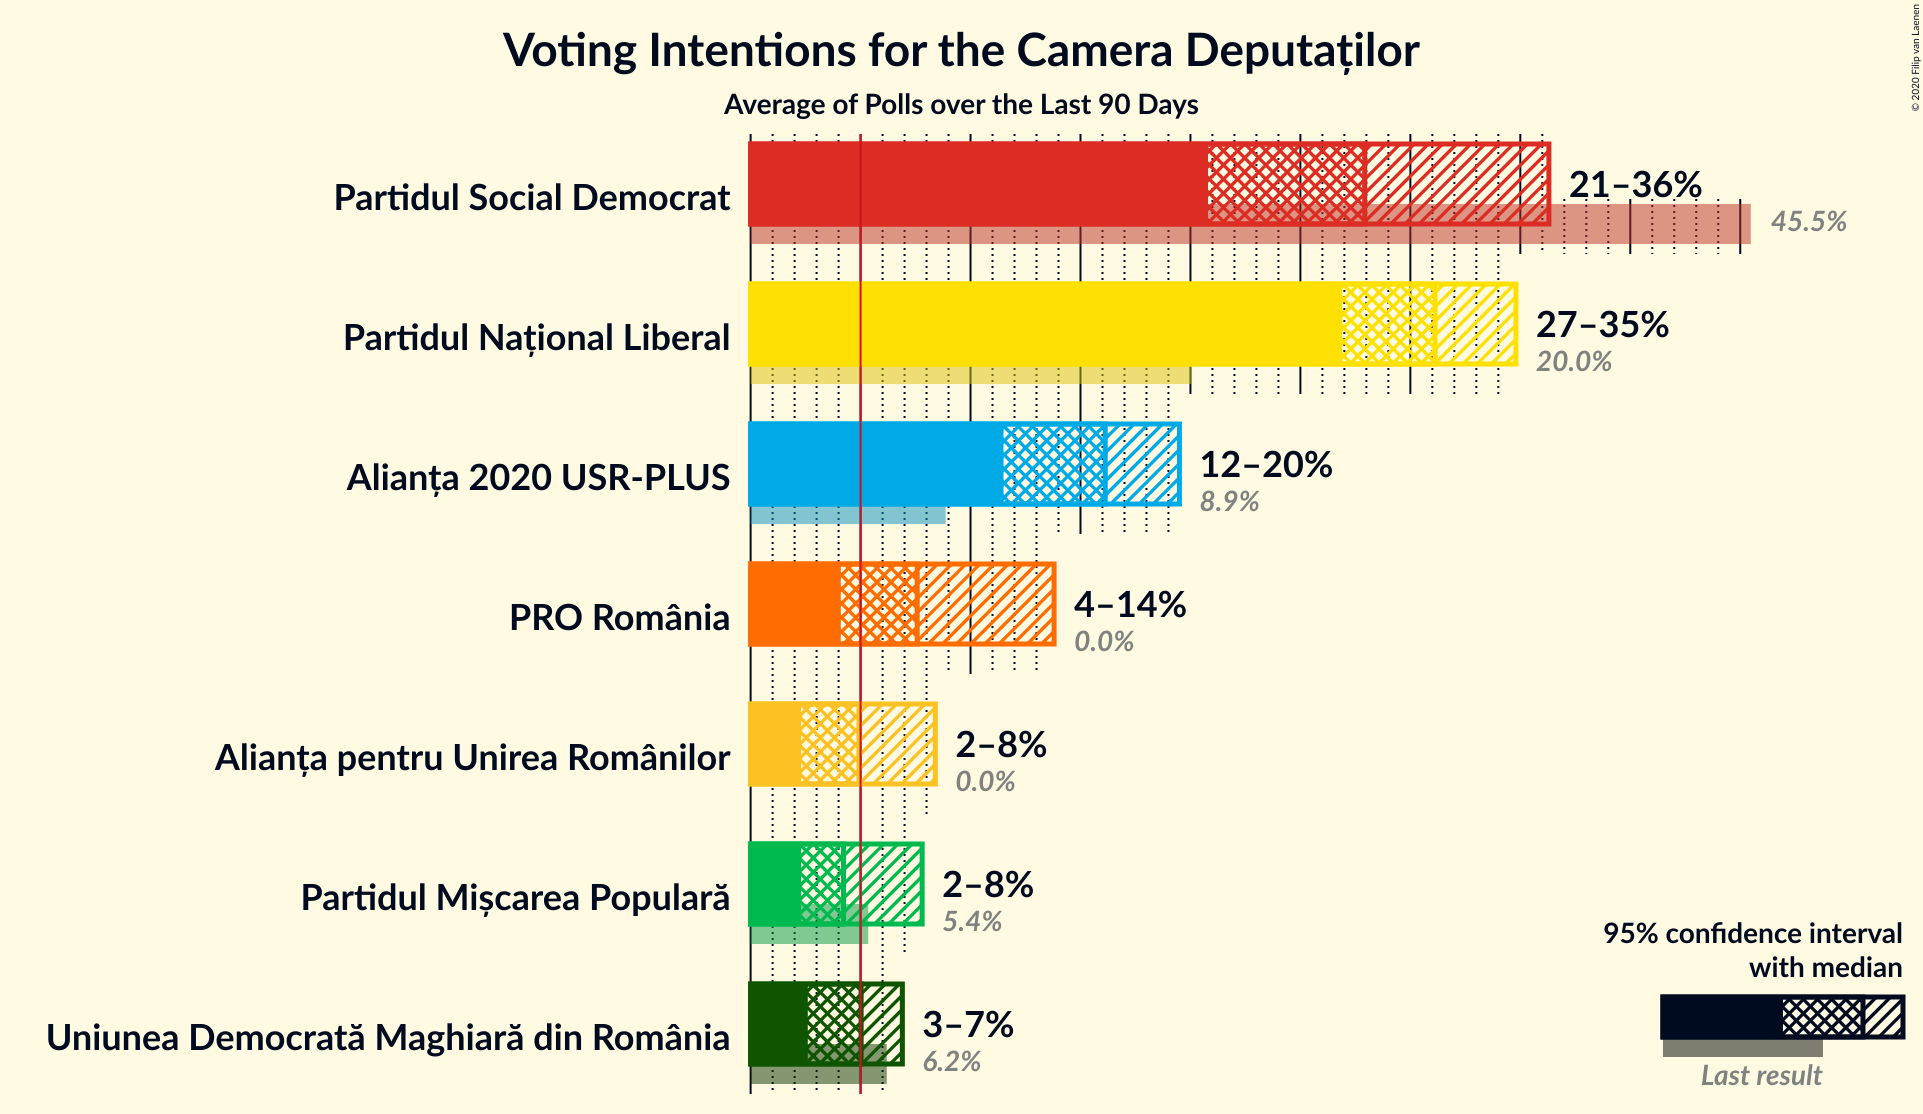 Voting Intentions for the Camera Deputaților
Average of Polls over the Last 90 Days
© 2020 Filip van Laenen
Partidul Social Democrat
21–36%
45.5%
Partidul Național Liberal
27–35%
20.0%
Alianța 2020 USR-PLUS
12–20%
8.9%
PRO România
4–14%
0.0%
Alianța pentru Unirea Românilor
2–8%
0.0%
Partidul Mișcarea Populară
2–8%
5.4%
Uniunea Democrată Maghiară din România
3–7%
6.2%
95% confidence interval
with median
Last result